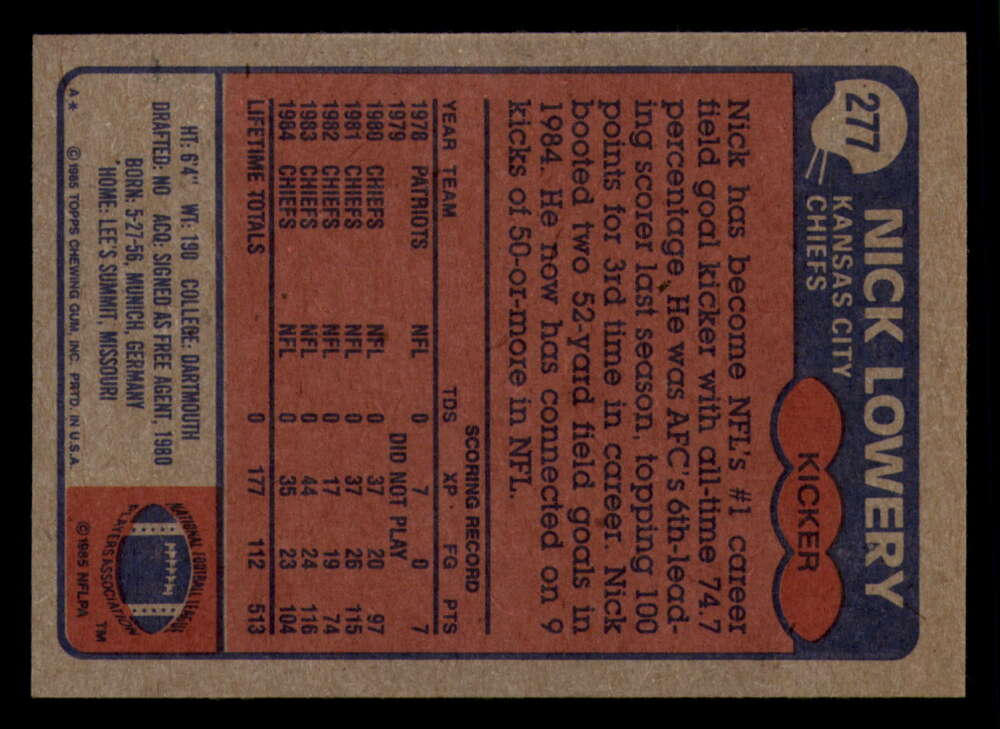 277
NICK LOWERY
KANSAS CITY
CHIEFS
KICKER
Nick has become NFL's #1 career
field goal kicker with all-time 74.7
percentage. He was AFC's 6th-lead-
ing scorer last season, topping 100
points for 3rd time in career. Nick
booted two 52-yard field goals in
1984. He now has connected on 9
kicks of 50-or-more in NFL.
SCORING RECORD
YEAR TEAM TDS XP. FG PTS
1978 PATRIOTS NFL 0 7 0 7
1979 DID NOT PLAY
1980 CHIEFS NFL 0 37 20 97
1981 CHIEFS NFL 0 37 26 115
1982 CHIEFS NFL 0 17 19 74
1983 CHIEFS NFL 0 44 24 116
1984 CHIEFS NFL 0 35 23 104
LIFETIME TOTALS 0 177 112 513
HT: 6'4" WT: 190 COLLEGE: DARTMOUTH
DRAFTED: NO ACQ: SIGNED AS FREE AGENT, 1980
BORN: 5-27-56, MUNICH, GERMANY
HOME: LEE'S SUMMIT, MISSOURI
A* © 1985 TOPPS CHEWING GUM, INC. PRTD. IN U.S.A.
NATIONAL FOOTBALL LEAGUE
PLAYERS ASSOCIATION
TM
© 1985 NFLPA